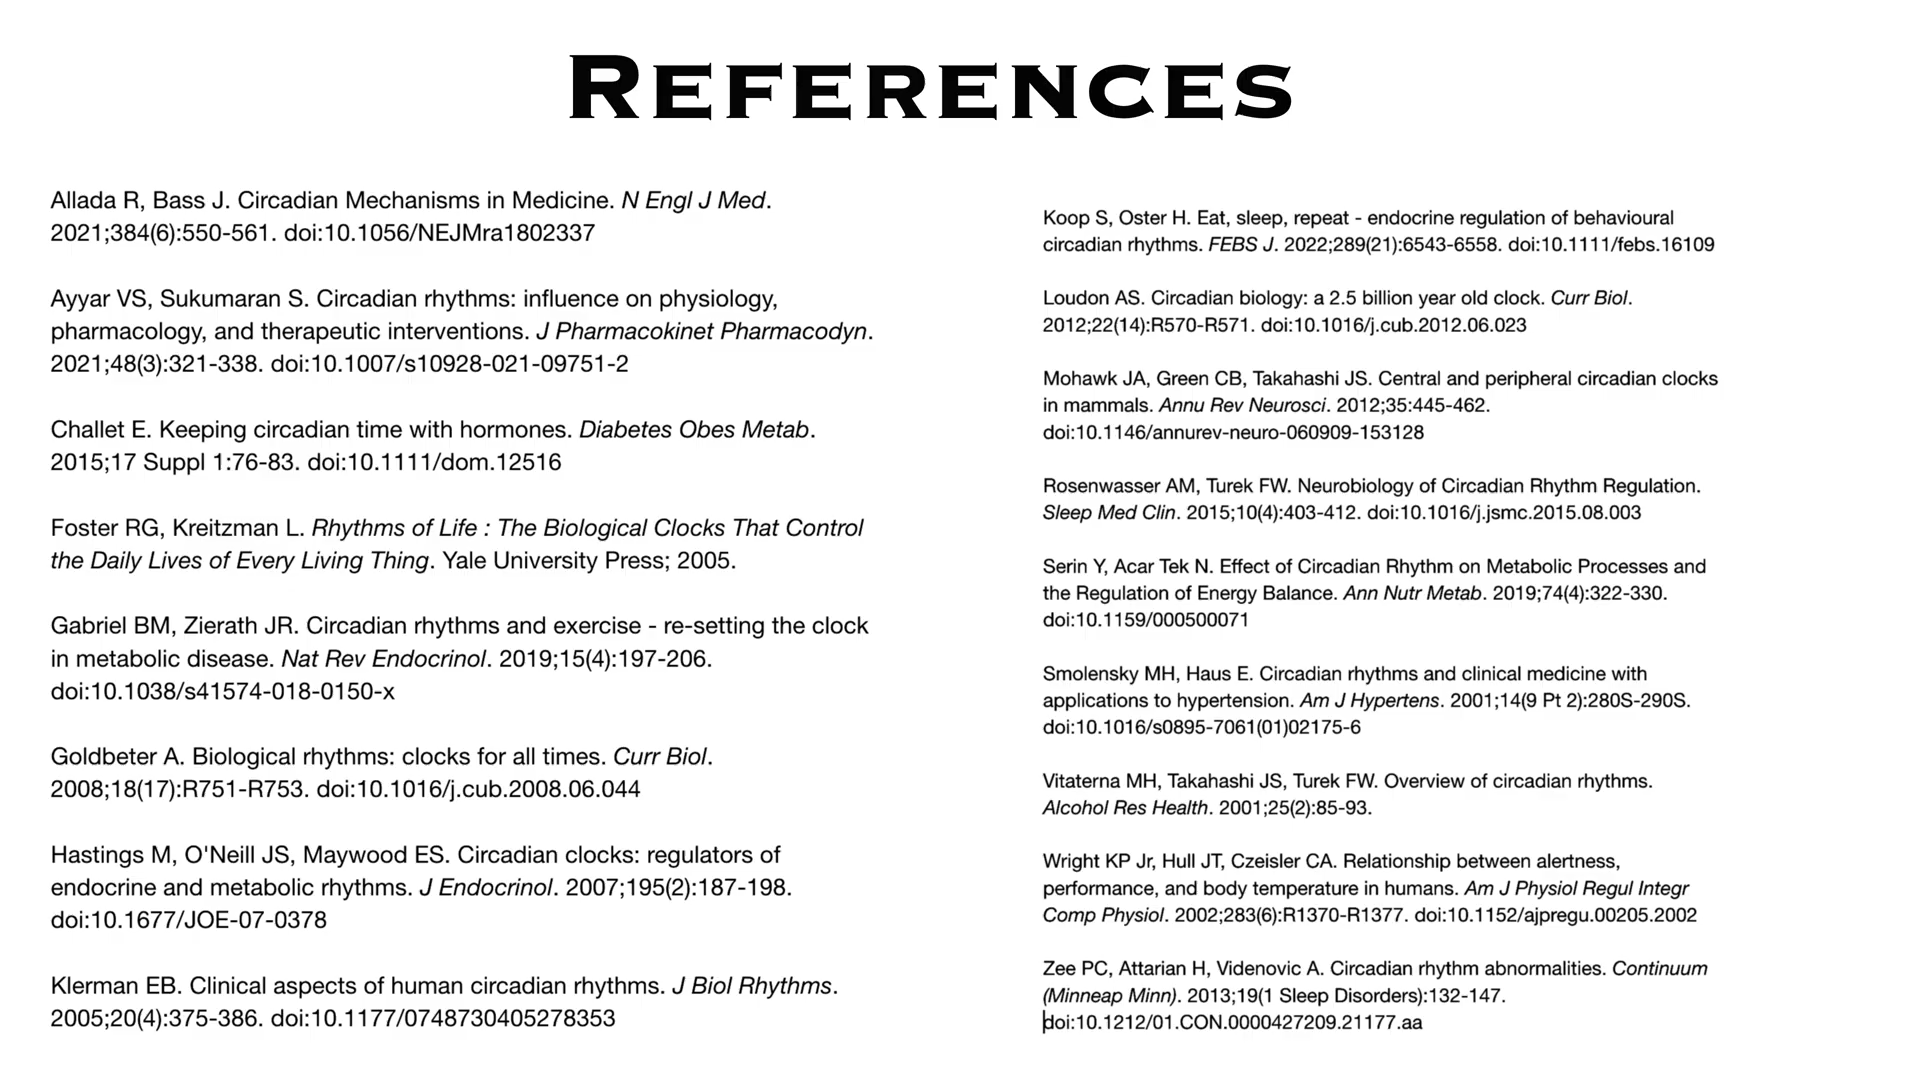 References
Allada R, Bass J. Circadian Mechanisms in Medicine. N Engl J Med.
2021;384(6):550-561. doi:10.1056/NEJMra1802337
Ayyar VS, Sukumaran S. Circadian rhythms: influence on physiology,
pharmacology, and therapeutic interventions. J Pharmacokinet Pharmacodyn.
2021;48(3):321-338. doi:10.1007/s10928-021-09751-2
Challet E. Keeping circadian time with hormones. Diabetes Obes Metab.
2015;17 Suppl 1:76-83. doi:10.1111/dom.12516
Foster RG, Kreitzman L. Rhythms of Life : The Biological Clocks That Control
the Daily Lives of Every Living Thing. Yale University Press; 2005.
Gabriel BM, Zierath JR. Circadian rhythms and exercise - re-setting the clock
in metabolic disease. Nat Rev Endocrinol. 2019;15(4):197-206.
doi:10.1038/s41574-018-0150-x
Goldbeter A. Biological rhythms: clocks for all times. Curr Biol.
2008;18(17):R751-R753. doi:10.1016/j.cub.2008.06.044
Hastings M, O'Neill JS, Maywood ES. Circadian clocks: regulators of
endocrine and metabolic rhythms. J Endocrinol. 2007;195(2):187-198.
doi:10.1677/JOE-07-0378
Klerman EB. Clinical aspects of human circadian rhythms. J Biol Rhythms.
2005;20(4):375-386. doi:10.1177/0748730405278353
Koop S, Oster H. Eat, sleep, repeat - endocrine regulation of behavioural
circadian rhythms. FEBS J. 2022;289(21):6543-6558. doi:10.1111/febs.16109
Loudon AS. Circadian biology: a 2.5 billion year old clock. Curr Biol.
2012;22(14):R570-R571. doi:10.1016/j.cub.2012.06.023
Mohawk JA, Green CB, Takahashi JS. Central and peripheral circadian clocks
in mammals. Annu Rev Neurosci. 2012;35:445-462.
doi:10.1146/annurev-neuro-060909-153128
Rosenwasser AM, Turek FW. Neurobiology of Circadian Rhythm Regulation.
Sleep Med Clin. 2015;10(4):403-412. doi:10.1016/j.jsmc.2015.08.003
Serin Y, Acar Tek N. Effect of Circadian Rhythm on Metabolic Processes and
the Regulation of Energy Balance. Ann Nutr Metab. 2019;74(4):322-330.
doi:10.1159/000500071
Smolensky MH, Haus E. Circadian rhythms and clinical medicine with
applications to hypertension. Am J Hypertens. 2001;14(9 Pt 2):280S-290S.
doi:10.1016/s0895-7061(01)02175-6
Vitaterna MH, Takahashi JS, Turek FW. Overview of circadian rhythms.
Alcohol Res Health. 2001;25(2):85-93.
Wright KP Jr, Hull JT, Czeisler CA. Relationship between alertness,
performance, and body temperature in humans. Am J Physiol Regul Integr
Comp Physiol. 2002;283(6):R1370-R1377. doi:10.1152/ajpregu.00205.2002
Zee PC, Attarian H, Videnovic A. Circadian rhythm abnormalities. Continuum
(Minneap Minn). 2013;19(1 Sleep Disorders):132-147.
doi:10.1212/01.CON.0000427209.21177.aa